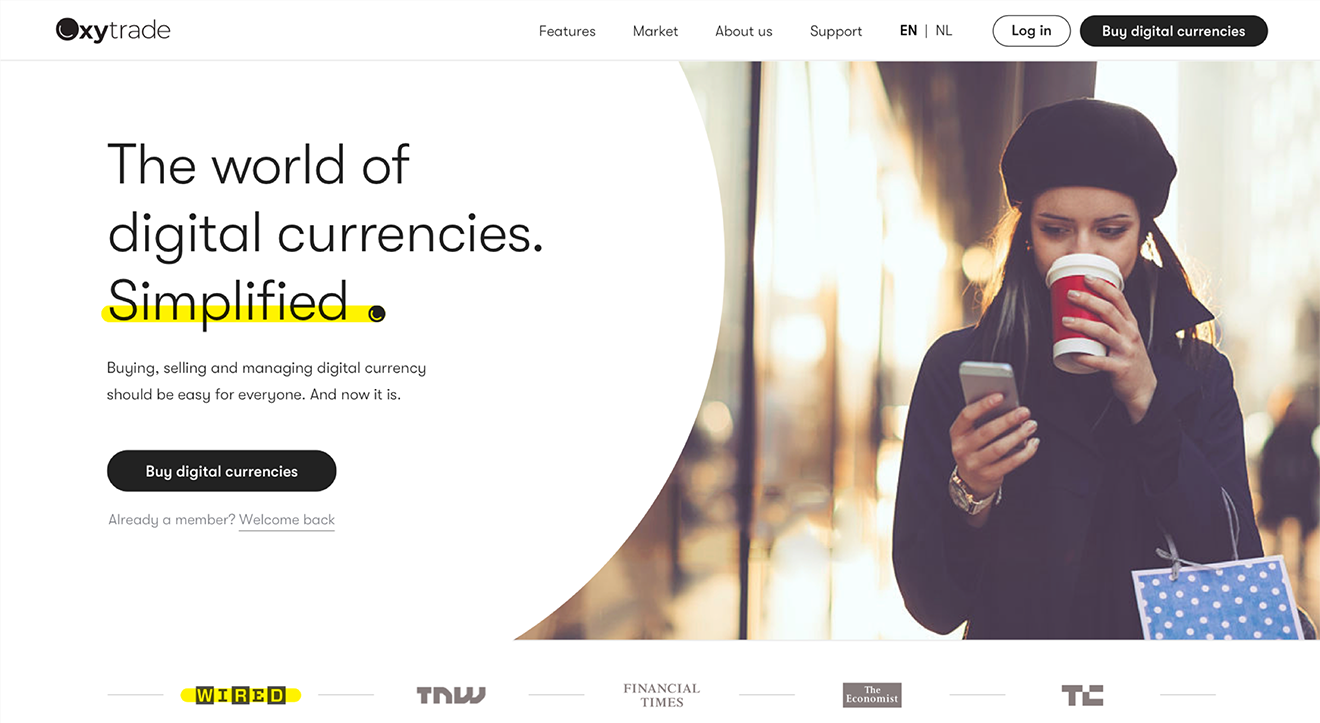 Oxytrade
Features
Market
About us
Support
EN | NL
Log in
Buy digital currencies
The world of
digital currencies.
Simplified
Buying, selling and managing digital currency
should be easy for everyone. And now it is.
Buy digital currencies
Already a member? Welcome back
WIRED
TNW
FINANCIAL
TIMES
The
Economist
TC